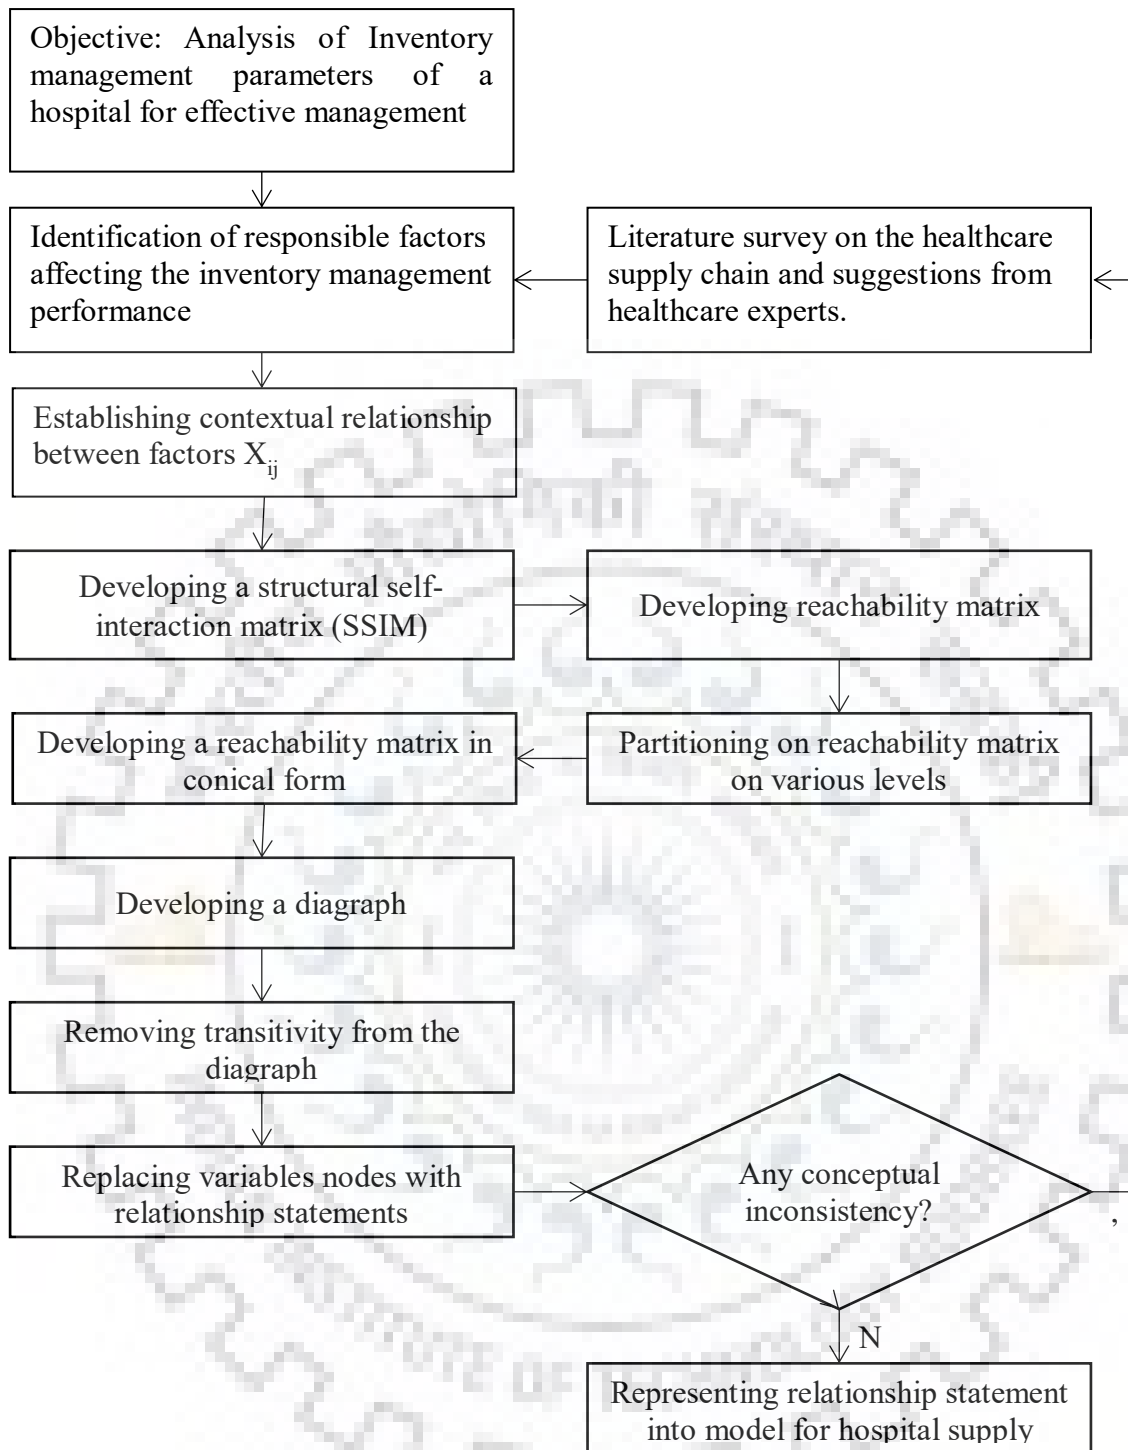 Objective: Analysis of Inventory
management parameters of a
hospital for effective management
Identification of responsible factors
affecting the inventory management
performance
Literature survey on the healthcare
supply chain and suggestions from
healthcare experts.
Establishing contextual relationship
between factors X_ij
Developing a structural self-
interaction matrix (SSIM)
Developing reachability matrix
Developing a reachability matrix in
conical form
Partitioning on reachability matrix
on various levels
Developing a diagraph
Removing transitivity from the
diagraph
Replacing variables nodes with
relationship statements
Any conceptual
inconsistency?
,
N
Representing relationship statement
into model for hospital supply